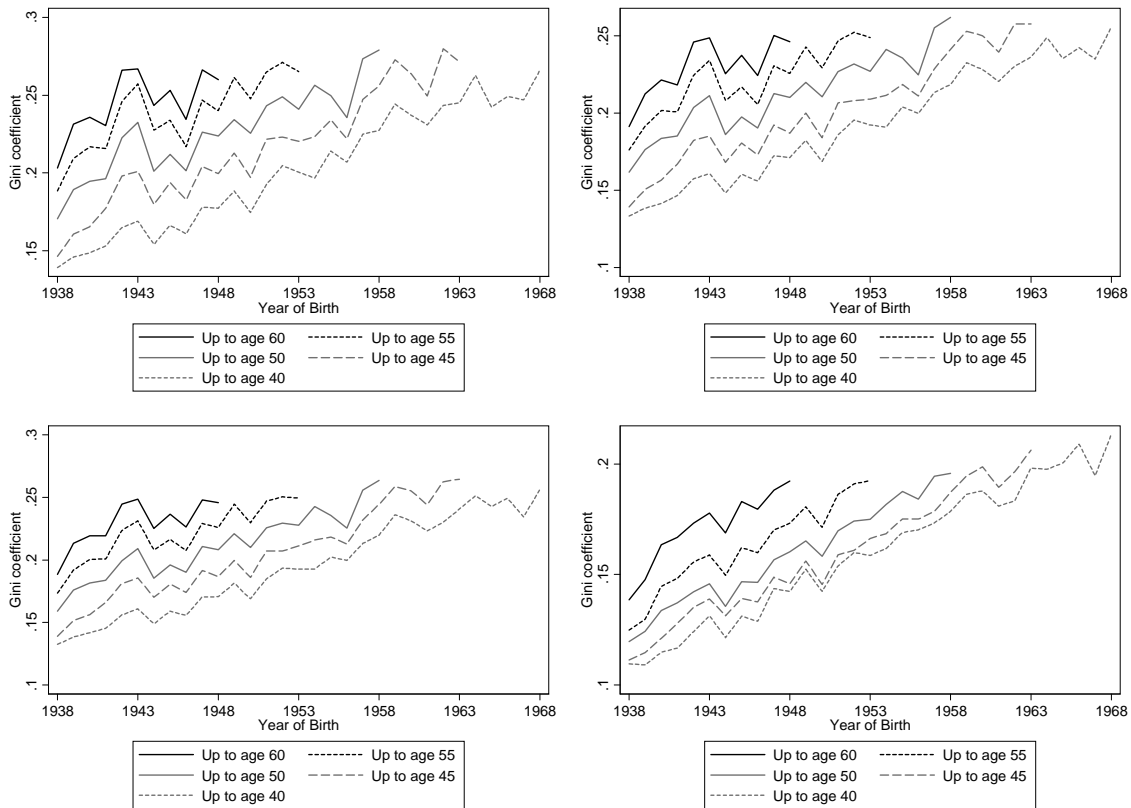 .3
.25
.2
.15
Gini coefficient
1938 1943 1948 1953 1958 1963 1968
Year of Birth
Up to age 60 Up to age 55
Up to age 50 Up to age 45
Up to age 40
.25
.2
.15
.1
Gini coefficient
1938 1943 1948 1953 1958 1963 1968
Year of Birth
Up to age 60 Up to age 55
Up to age 50 Up to age 45
Up to age 40
.3
.25
.2
.15
.1
Gini coefficient
1938 1943 1948 1953 1958 1963 1968
Year of Birth
Up to age 60 Up to age 55
Up to age 50 Up to age 45
Up to age 40
.2
.15
.1
Gini coefficient
1938 1943 1948 1953 1958 1963 1968
Year of Birth
Up to age 60 Up to age 55
Up to age 50 Up to age 45
Up to age 40